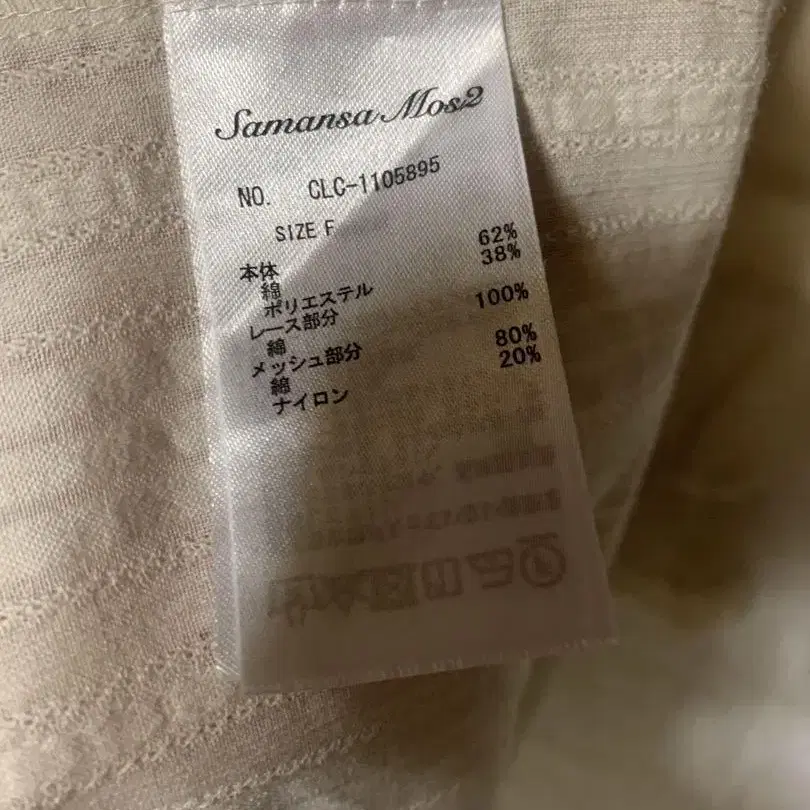 Samansa Mos2
NO. CLC-1105895
SIZE F
本体
綿 62%
ポリエステル 38%
レース部分
綿 100%
メッシュ部分
綿 80%
ナイロン 20%